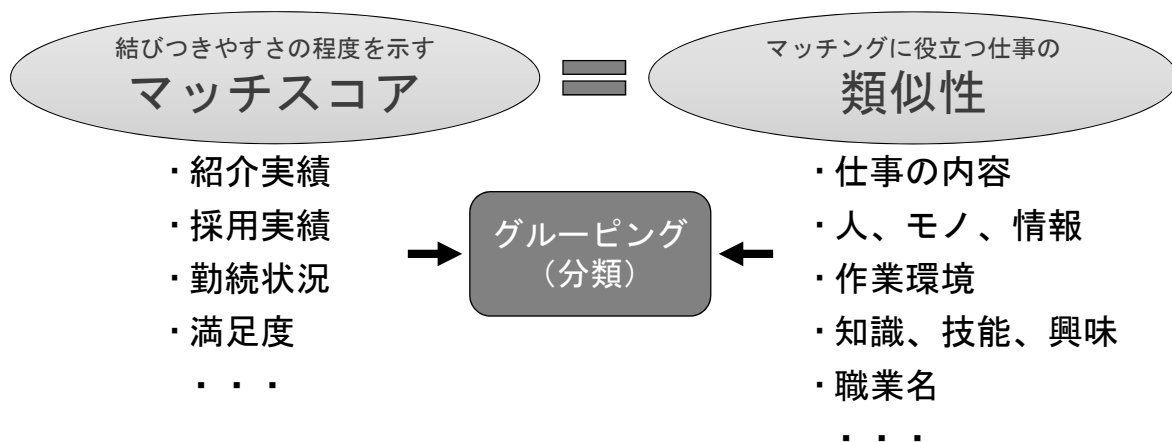 結びつきやすさの程度を示す
マッチスコア
・紹介実績
・採用実績
・勤続状況
・満足度
・・・
グルーピング
（分類）
マッチングに役立つ仕事の
類似性
・仕事の内容
・人、モノ、情報
・作業環境
・知識、技能、興味
・職業名
・・・